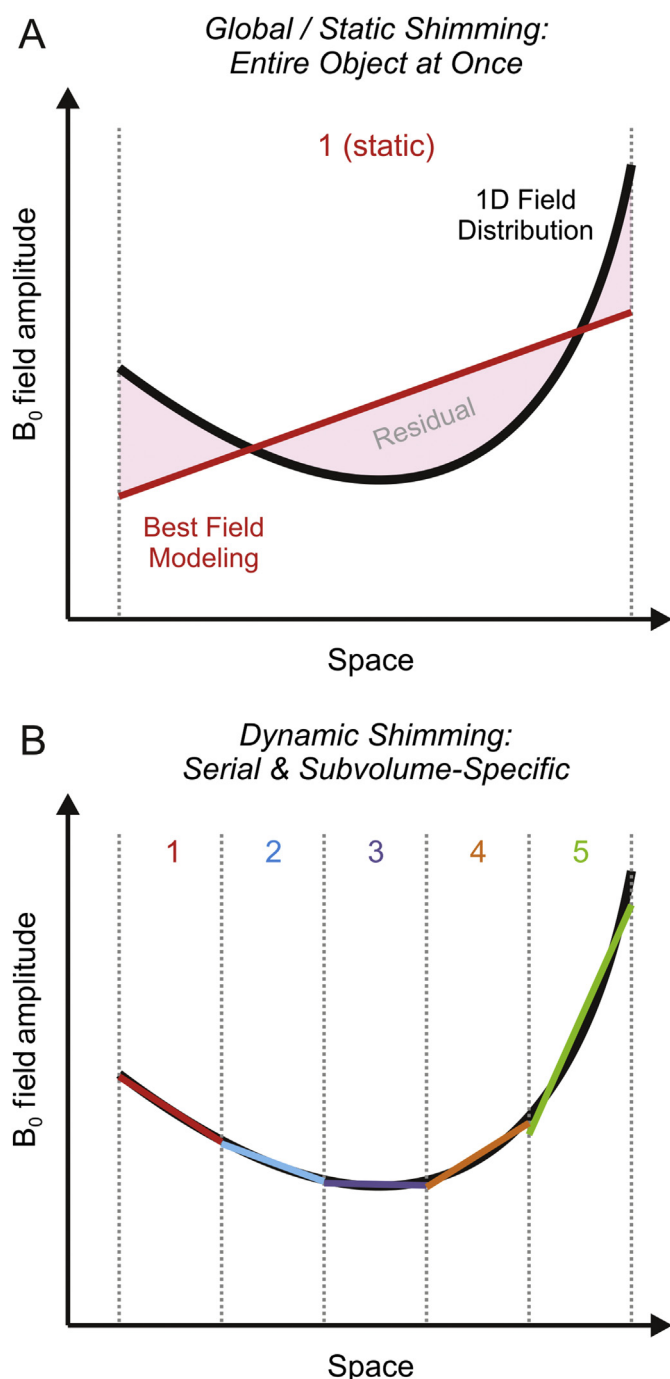 A
Global / Static Shimming:
Entire Object at Once
1 (static)
1D Field
Distribution
Residual
Best Field
Modeling
B₀ field amplitude
Space
B
Dynamic Shimming:
Serial & Subvolume-Specific
1 2 3 4 5
B₀ field amplitude
Space